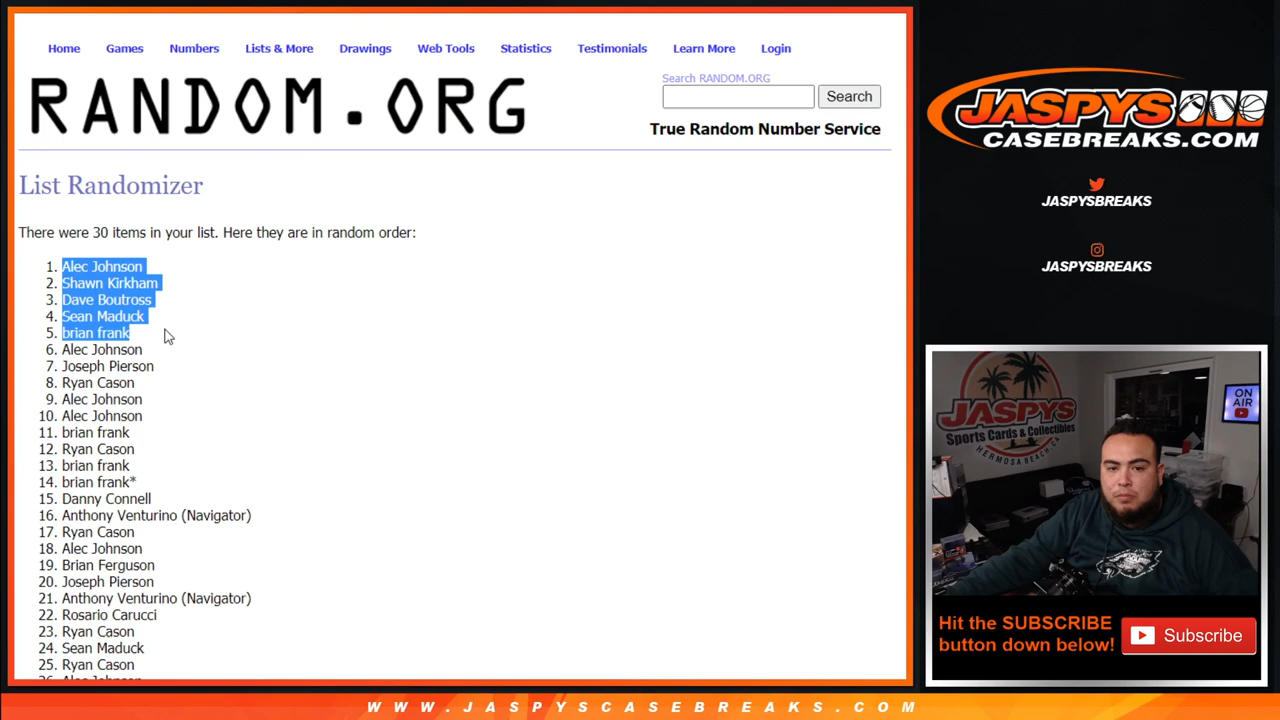 Home Games Numbers Lists & More Drawings Web Tools Statistics Testimonials Learn More Login
RANDOM.ORG
Search RANDOM.ORG
Search
True Random Number Service
List Randomizer
There were 30 items in your list. Here they are in random order:
1. Alec Johnson
2. Shawn Kirkham
3. Dave Boutross
4. Sean Maduck
5. brian frank
6. Alec Johnson
7. Joseph Pierson
8. Ryan Cason
9. Alec Johnson
10. Alec Johnson
11. brian frank
12. Ryan Cason
13. brian frank
14. brian frank*
15. Danny Connell
16. Anthony Venturino (Navigator)
17. Ryan Cason
18. Alec Johnson
19. Brian Ferguson
20. Joseph Pierson
21. Anthony Venturino (Navigator)
22. Rosario Carucci
23. Ryan Cason
24. Sean Maduck
25. Ryan Cason
26. Alec Johnson
JASPYS
CASEBREAKS.COM
JASPYSBREAKS
JASPYSBREAKS
JASPYS
Sports Cards & Collectibles
HERMOSA BEACH, CA
ON
AIR
Hit the SUBSCRIBE
button down below!
Subscribe
WWW.JASPYSCASEBREAKS.COM